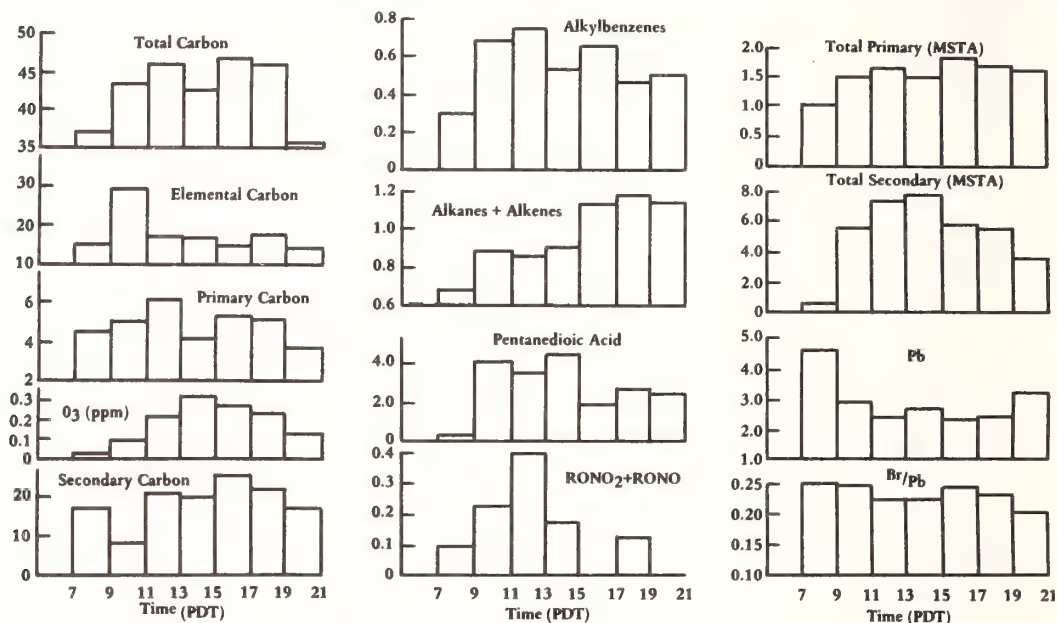 Total Carbon
50
45
40
35
Elemental Carbon
30
20
10
Primary Carbon
6
4
2
O3 (ppm)
0.3
0.2
0.1
0
Secondary Carbon
20
10
0
7 9 11 13 15 17 19 21
Time (PDT)
Alkylbenzenes
0.8
0.6
0.4
0.2
0
Alkanes + Alkenes
1.2
1.0
0.8
0.6
Pentanedioic Acid
4.0
2.0
0
RONO2+RONO
0.4
0.3
0.2
0.1
0
7 9 11 13 15 17 19 21
Time (PDT)
Total Primary (MSTA)
2.0
1.5
1.0
0.5
0
Total Secondary (MSTA)
8.0
6.0
4.0
2.0
0
Pb
5.0
4.0
3.0
2.0
1.0
Br/Pb
0.25
0.20
0.15
0.10
7 9 11 13 15 17 19 21
Time (PDT)